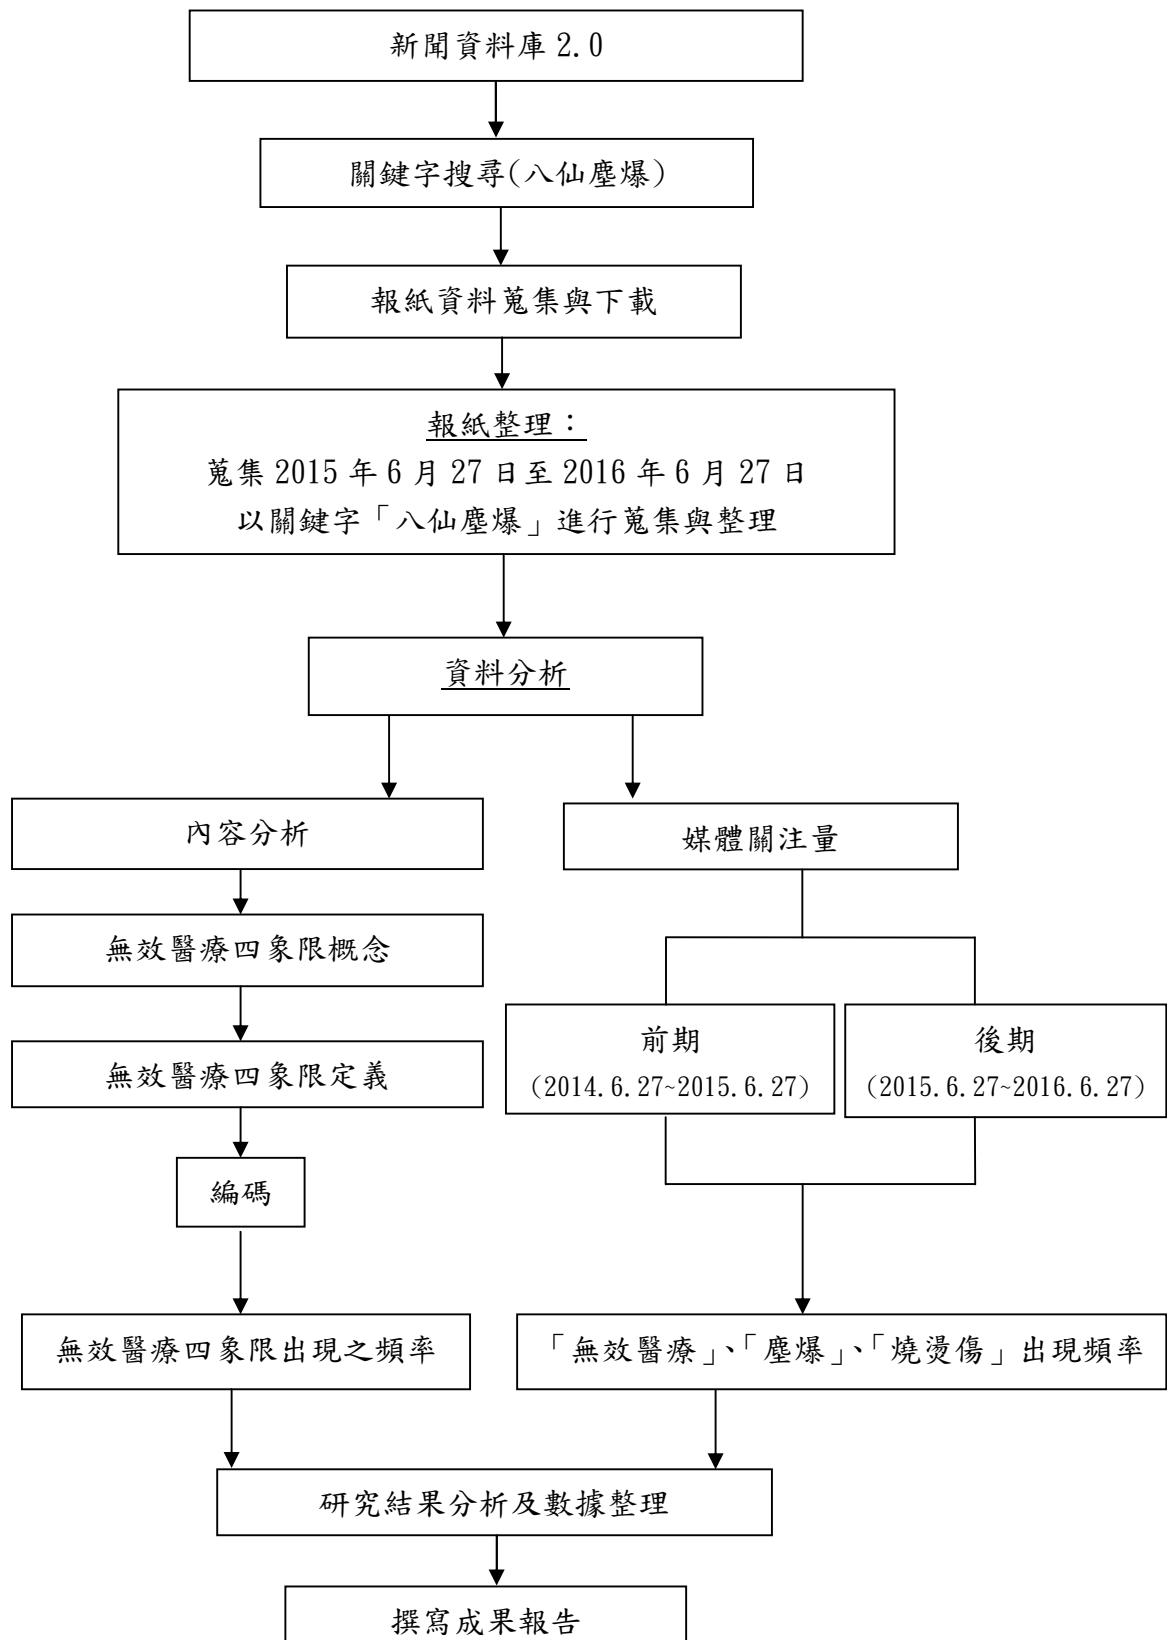 新聞資料庫 2.0
關鍵字搜尋(八仙塵爆)
報紙資料蒐集與下載
報紙整理：
蒐集 2015 年 6 月 27 日至 2016 年 6 月 27 日
以關鍵字「八仙塵爆」進行蒐集與整理
資料分析
內容分析
無效醫療四象限概念
無效醫療四象限定義
編碼
無效醫療四象限出現之頻率
媒體關注量
前期
(2014.6.27~2015.6.27)
後期
(2015.6.27~2016.6.27)
「無效醫療」、「塵爆」、「燒燙傷」出現頻率
研究結果分析及數據整理
撰寫成果報告